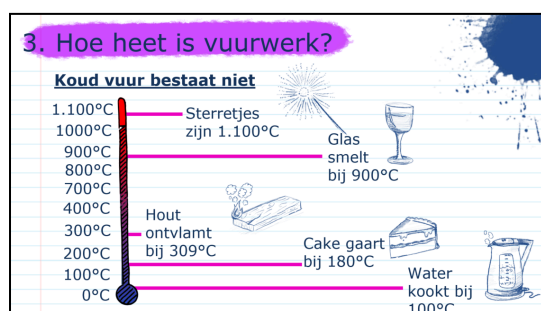 3. Hoe heet is vuurwerk?
Koud vuur bestaat niet
1.100°C
1000°C
900°C
800°C
700°C
400°C
300°C
200°C
100°C
0°C
Sterretjes
zijn 1.100°C
Glas
smelt
bij 900°C
Hout
ontvlamt
bij 309°C
Cake gaart
bij 180°C
Water
kookt bij
100°C